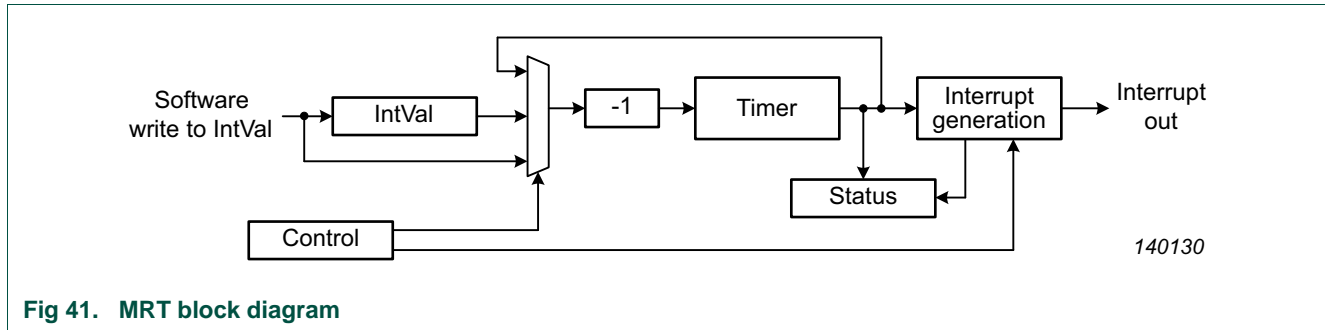 Software
write to IntVal
IntVal
-1
Timer
Interrupt
generation
Interrupt
out
Status
Control
140130
Fig 41. MRT block diagram